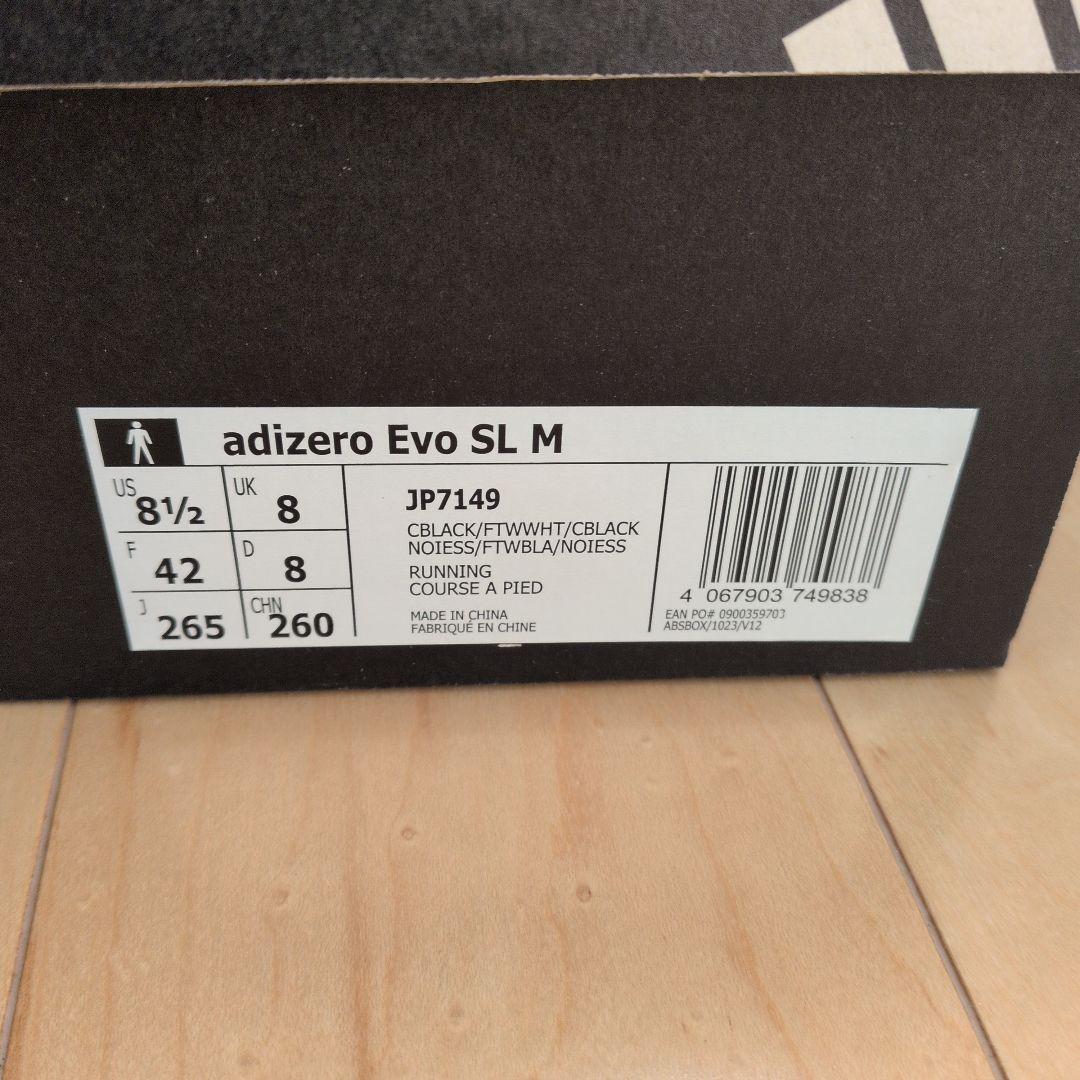 adizero Evo SL M
US 8½ UK 8
F 42 D 8
J 265 CHN 260
JP7149
CBLACK/FTWWHT/CBLACK
NOIESS/FTWBLA/NOIESS
RUNNING
COURSE A PIED
MADE IN CHINA
FABRIQUÉ EN CHINE
4 067903 749838
EAN PO# 0900359703
ABSBOX/1023/V12